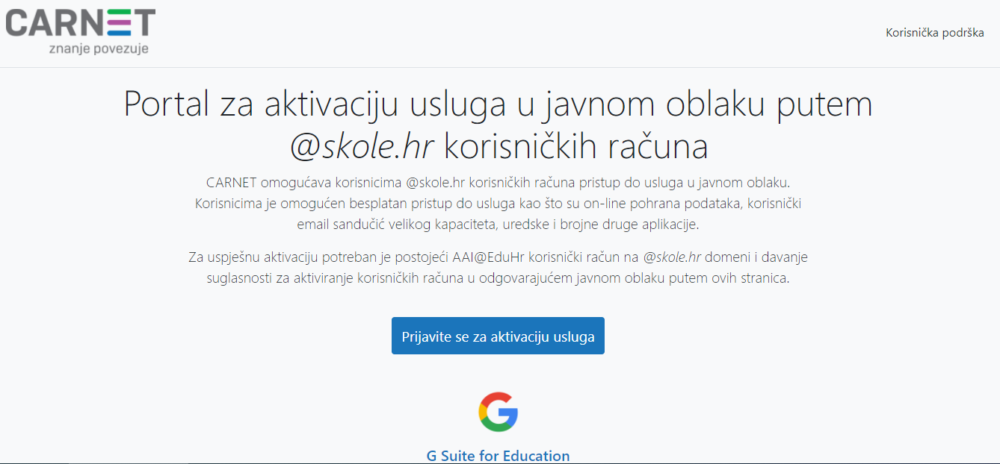 CARNET
znanje povezuje
Korisnička podrška
Portal za aktivaciju usluga u javnom oblaku putem
@skole.hr korisničkih računa
CARNET omogućava korisnicima @skole.hr korisničkih računa pristup do usluga u javnom oblaku.
Korisnicima je omogućen besplatan pristup do usluga kao što su on-line pohrana podataka, korisnički
email sandučić velikog kapaciteta, uredske i brojne druge aplikacije.
Za uspješnu aktivaciju potreban je postojeći AAI@EduHr korisnički račun na @skole.hr domeni i davanje
suglasnosti za aktiviranje korisničkih računa u odgovarajućem javnom oblaku putem ovih stranica.
Prijavite se za aktivaciju usluga
G
G Suite for Education